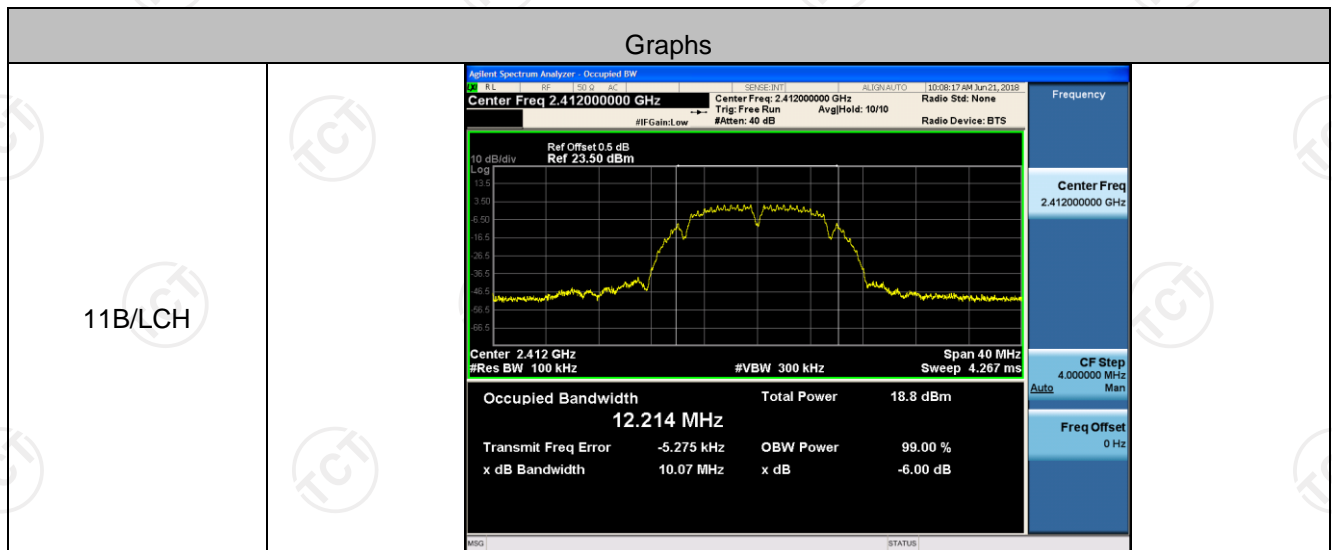 Graphs
11B/LCH
Agilent Spectrum Analyzer - Occupied BW
RL RF 50 Ω AC SENSE:INT ALIGNAUTO 10:08:17 AM Jun 21, 2018
Center Freq 2.412000000 GHz
Center Freq: 2.412000000 GHz
Radio Std: None
Trig: Free Run Avg|Hold: 10/10
#IFGain:Low #Atten: 40 dB
Radio Device: BTS
Ref Offset 0.5 dB
10 dB/div Ref 23.50 dBm
Log
13.5
3.50
-6.50
-16.5
-26.5
-36.5
-46.5
-56.5
-66.5
Center 2.412 GHz Span 40 MHz
#Res BW 100 kHz #VBW 300 kHz Sweep 4.267 ms
Occupied Bandwidth Total Power 18.8 dBm
12.214 MHz
Transmit Freq Error -5.275 kHz OBW Power 99.00 %
x dB Bandwidth 10.07 MHz x dB -6.00 dB
MSG STATUS
Frequency
Center Freq
2.412000000 GHz
CF Step
4.000000 MHz
Auto Man
Freq Offset
0 Hz
TCT
TCT
TCT
TCT
TCT